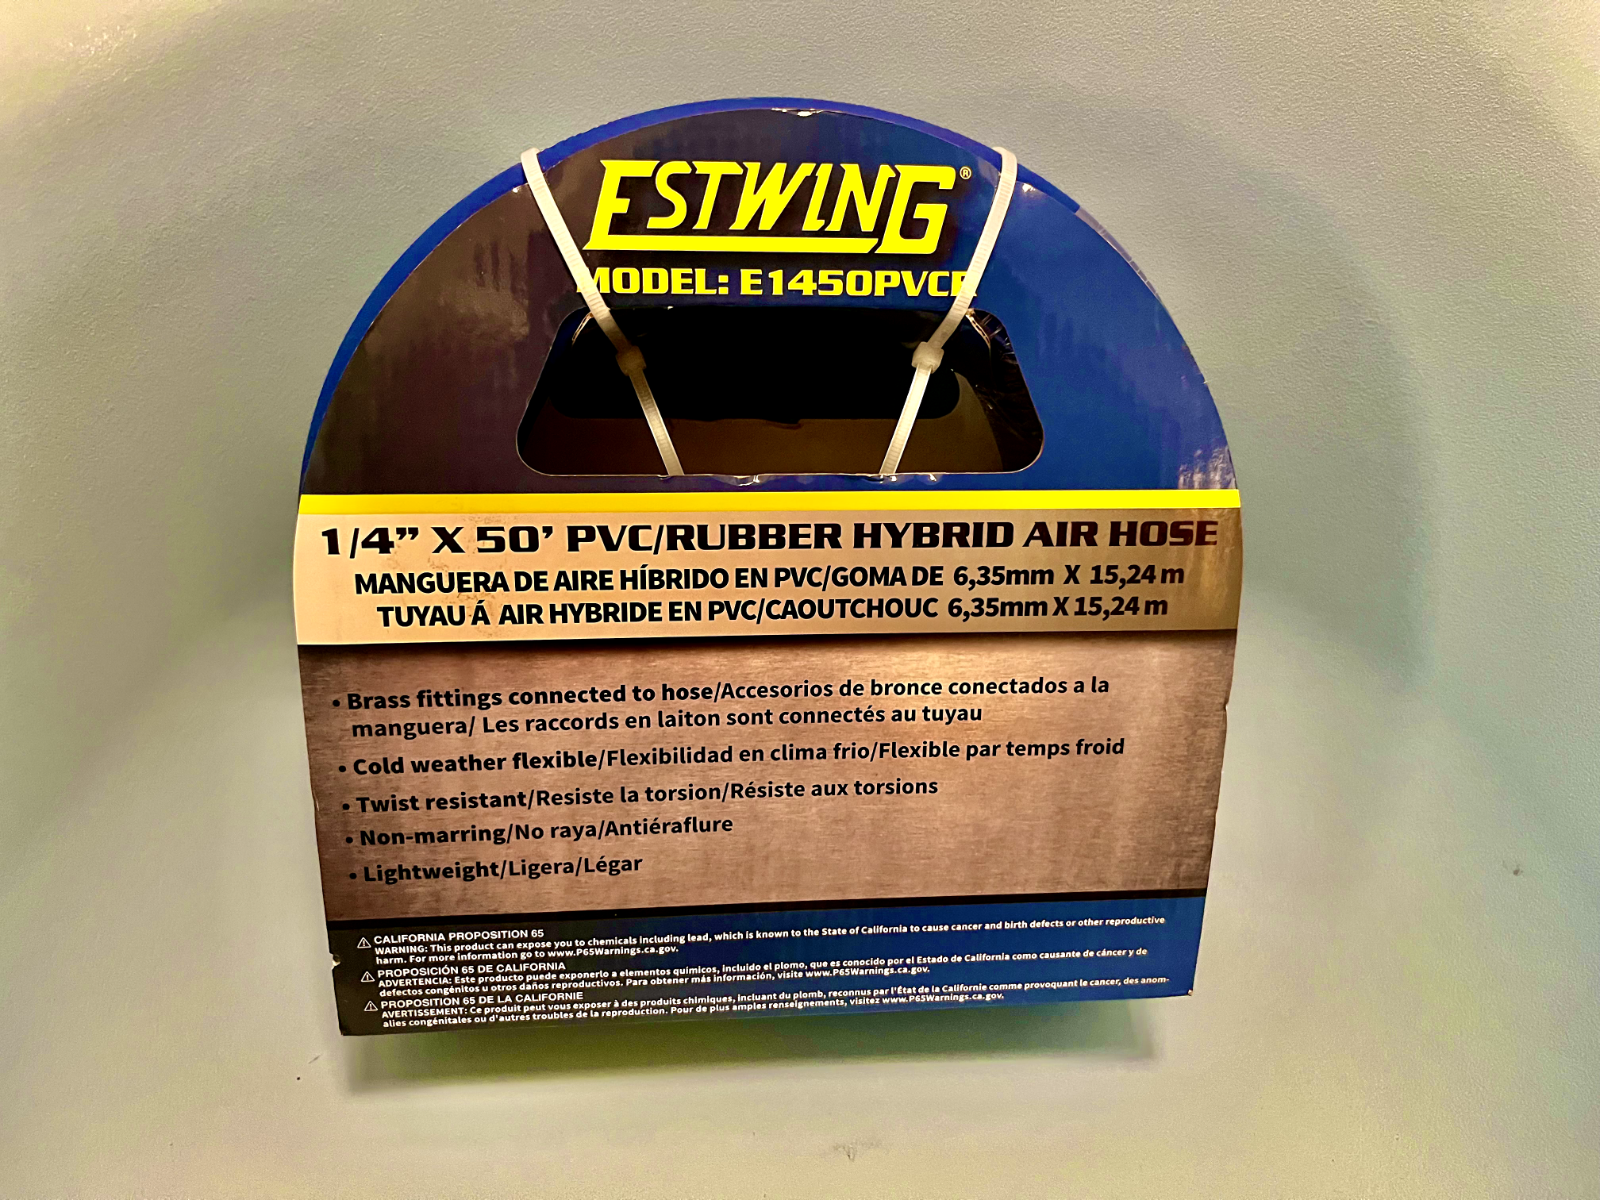 ESTWING®
MODEL: E1450PVCR
1/4” X 50’ PVC/RUBBER HYBRID AIR HOSE
MANGUERA DE AIRE HÍBRIDO EN PVC/GOMA DE 6,35mm X 15,24 m
TUYAU Á AIR HYBRIDE EN PVC/CAOUTCHOUC 6,35mm X 15,24 m
• Brass fittings connected to hose/Accesorios de bronce conectados a la
manguera/ Les raccords en laiton sont connectés au tuyau
• Cold weather flexible/Flexibilidad en clima frio/Flexible par temps froid
• Twist resistant/Resiste la torsion/Résiste aux torsions
• Non-marring/No raya/Antiéraflure
• Lightweight/Ligera/Légar
⚠ CALIFORNIA PROPOSITION 65
WARNING: This product can expose you to chemicals including lead, which is known to the State of California to cause cancer and birth defects or other reproductive
harm. For more information go to www.P65Warnings.ca.gov.
⚠ PROPOSICIÓN 65 DE CALIFORNIA
ADVERTENCIA: Este producto puede exponerlo a elementos químicos, incluido el plomo, que es conocido por el Estado de California como causante de cáncer y de
defectos congénitos u otros daños reproductivos. Para obtener más información, visite www.P65Warnings.ca.gov.
⚠ PROPOSITION 65 DE LA CALIFORNIE
AVERTISSEMENT: Ce produit peut vous exposer à des produits chimiques, incluant du plomb, reconnus par l'État de la Californie comme provoquant le cancer, des anom-
alies congénitales ou d'autres troubles de la reproduction. Pour de plus amples renseignements, visitez www.P65Warnings.ca.gov.